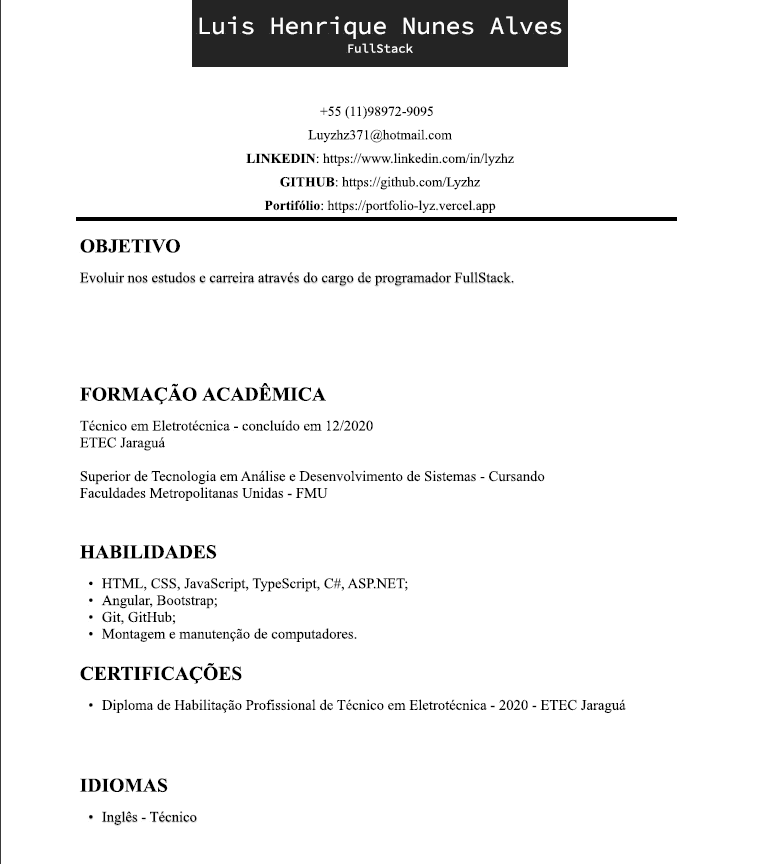 Luis Henrique Nunes Alves
FullStack
+55 (11)98972-9095
Luyzhz371@hotmail.com
LINKEDIN: https://www.linkedin.com/in/lyzhz
GITHUB: https://github.com/Lyzhz
Portifólio: https://portfolio-lyz.vercel.app
OBJETIVO
Evoluir nos estudos e carreira através do cargo de programador FullStack.
FORMAÇÃO ACADÊMICA
Técnico em Eletrotécnica - concluído em 12/2020
ETEC Jaraguá
Superior de Tecnologia em Análise e Desenvolvimento de Sistemas - Cursando
Faculdades Metropolitanas Unidas - FMU
HABILIDADES
• HTML, CSS, JavaScript, TypeScript, C#, ASP.NET;
• Angular, Bootstrap;
• Git, GitHub;
• Montagem e manutenção de computadores.
CERTIFICAÇÕES
• Diploma de Habilitação Profissional de Técnico em Eletrotécnica - 2020 - ETEC Jaraguá
IDIOMAS
• Inglês - Técnico